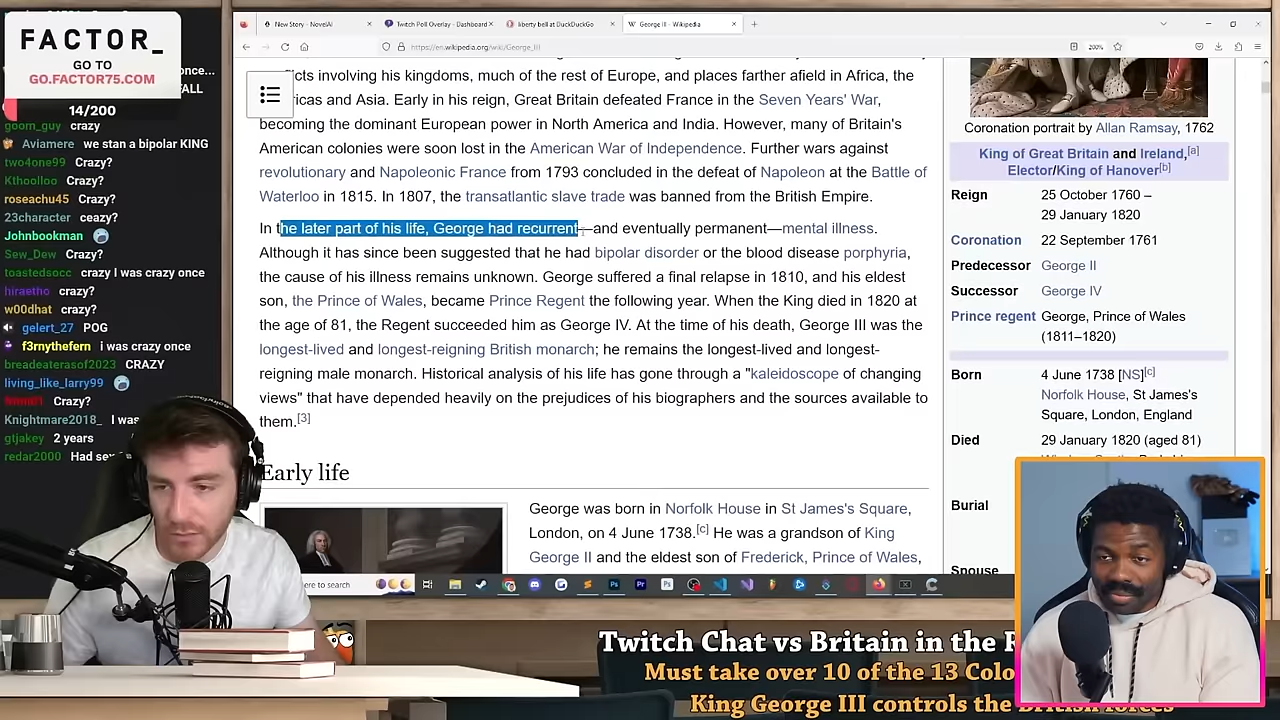 FACTOR_
GO TO
GO.FACTOR75.COM
14/200
once...
goom_guy crazy
Aviamere we stan a bipolar KING
two4one99 Crazy?
Kthoolloo Crazy?
roseachu45 Crazy?
23character ceazy?
Johnbookman
Sew_Dew Crazy?
toastedsocc crazy I was crazy once
hiraetho crazy?
w00dhat crazy?
gelert_27 POG
f3rnythefern i was crazy once
breadeaterasof2023 CRAZY
living_like_larry99
Crazy?
Knightmare2018_ I was
gtjakey 2 years
redar2000 Had se
New Story - NovelAI
Twitch Poll Overlay - Dashboard
liberty bell at DuckDuckGo
George III - Wikipedia
https://en.wikipedia.org/wiki/George_III
200%
flicts involving his kingdoms, much of the rest of Europe, and places farther afield in Africa, the
ricas and Asia. Early in his reign, Great Britain defeated France in the Seven Years' War,
becoming the dominant European power in North America and India. However, many of Britain's
American colonies were soon lost in the American War of Independence. Further wars against
revolutionary and Napoleonic France from 1793 concluded in the defeat of Napoleon at the Battle of
Waterloo in 1815. In 1807, the transatlantic slave trade was banned from the British Empire.
In the later part of his life, George had recurrent—and eventually permanent—mental illness.
Although it has since been suggested that he had bipolar disorder or the blood disease porphyria,
the cause of his illness remains unknown. George suffered a final relapse in 1810, and his eldest
son, the Prince of Wales, became Prince Regent the following year. When the King died in 1820 at
the age of 81, the Regent succeeded him as George IV. At the time of his death, George III was the
longest-lived and longest-reigning British monarch; he remains the longest-lived and longest-
reigning male monarch. Historical analysis of his life has gone through a "kaleidoscope of changing
views" that have depended heavily on the prejudices of his biographers and the sources available to
them.[3]
Early life
George was born in Norfolk House in St James's Square,
London, on 4 June 1738.[c] He was a grandson of King
George II and the eldest son of Frederick, Prince of Wales,
Coronation portrait by Allan Ramsay, 1762
King of Great Britain and Ireland,[a]
Elector/King of Hanover[b]
Reign 25 October 1760 –
29 January 1820
Coronation 22 September 1761
Predecessor George II
Successor George IV
Prince regent George, Prince of Wales
(1811–1820)
Born 4 June 1738 [NS][c]
Norfolk House, St James's
Square, London, England
Died 29 January 1820 (aged 81)
Burial
Spouse
here to search
Twitch Chat vs Britain in the R
Must take over 10 of the 13 Colo
King George III controls the British forces